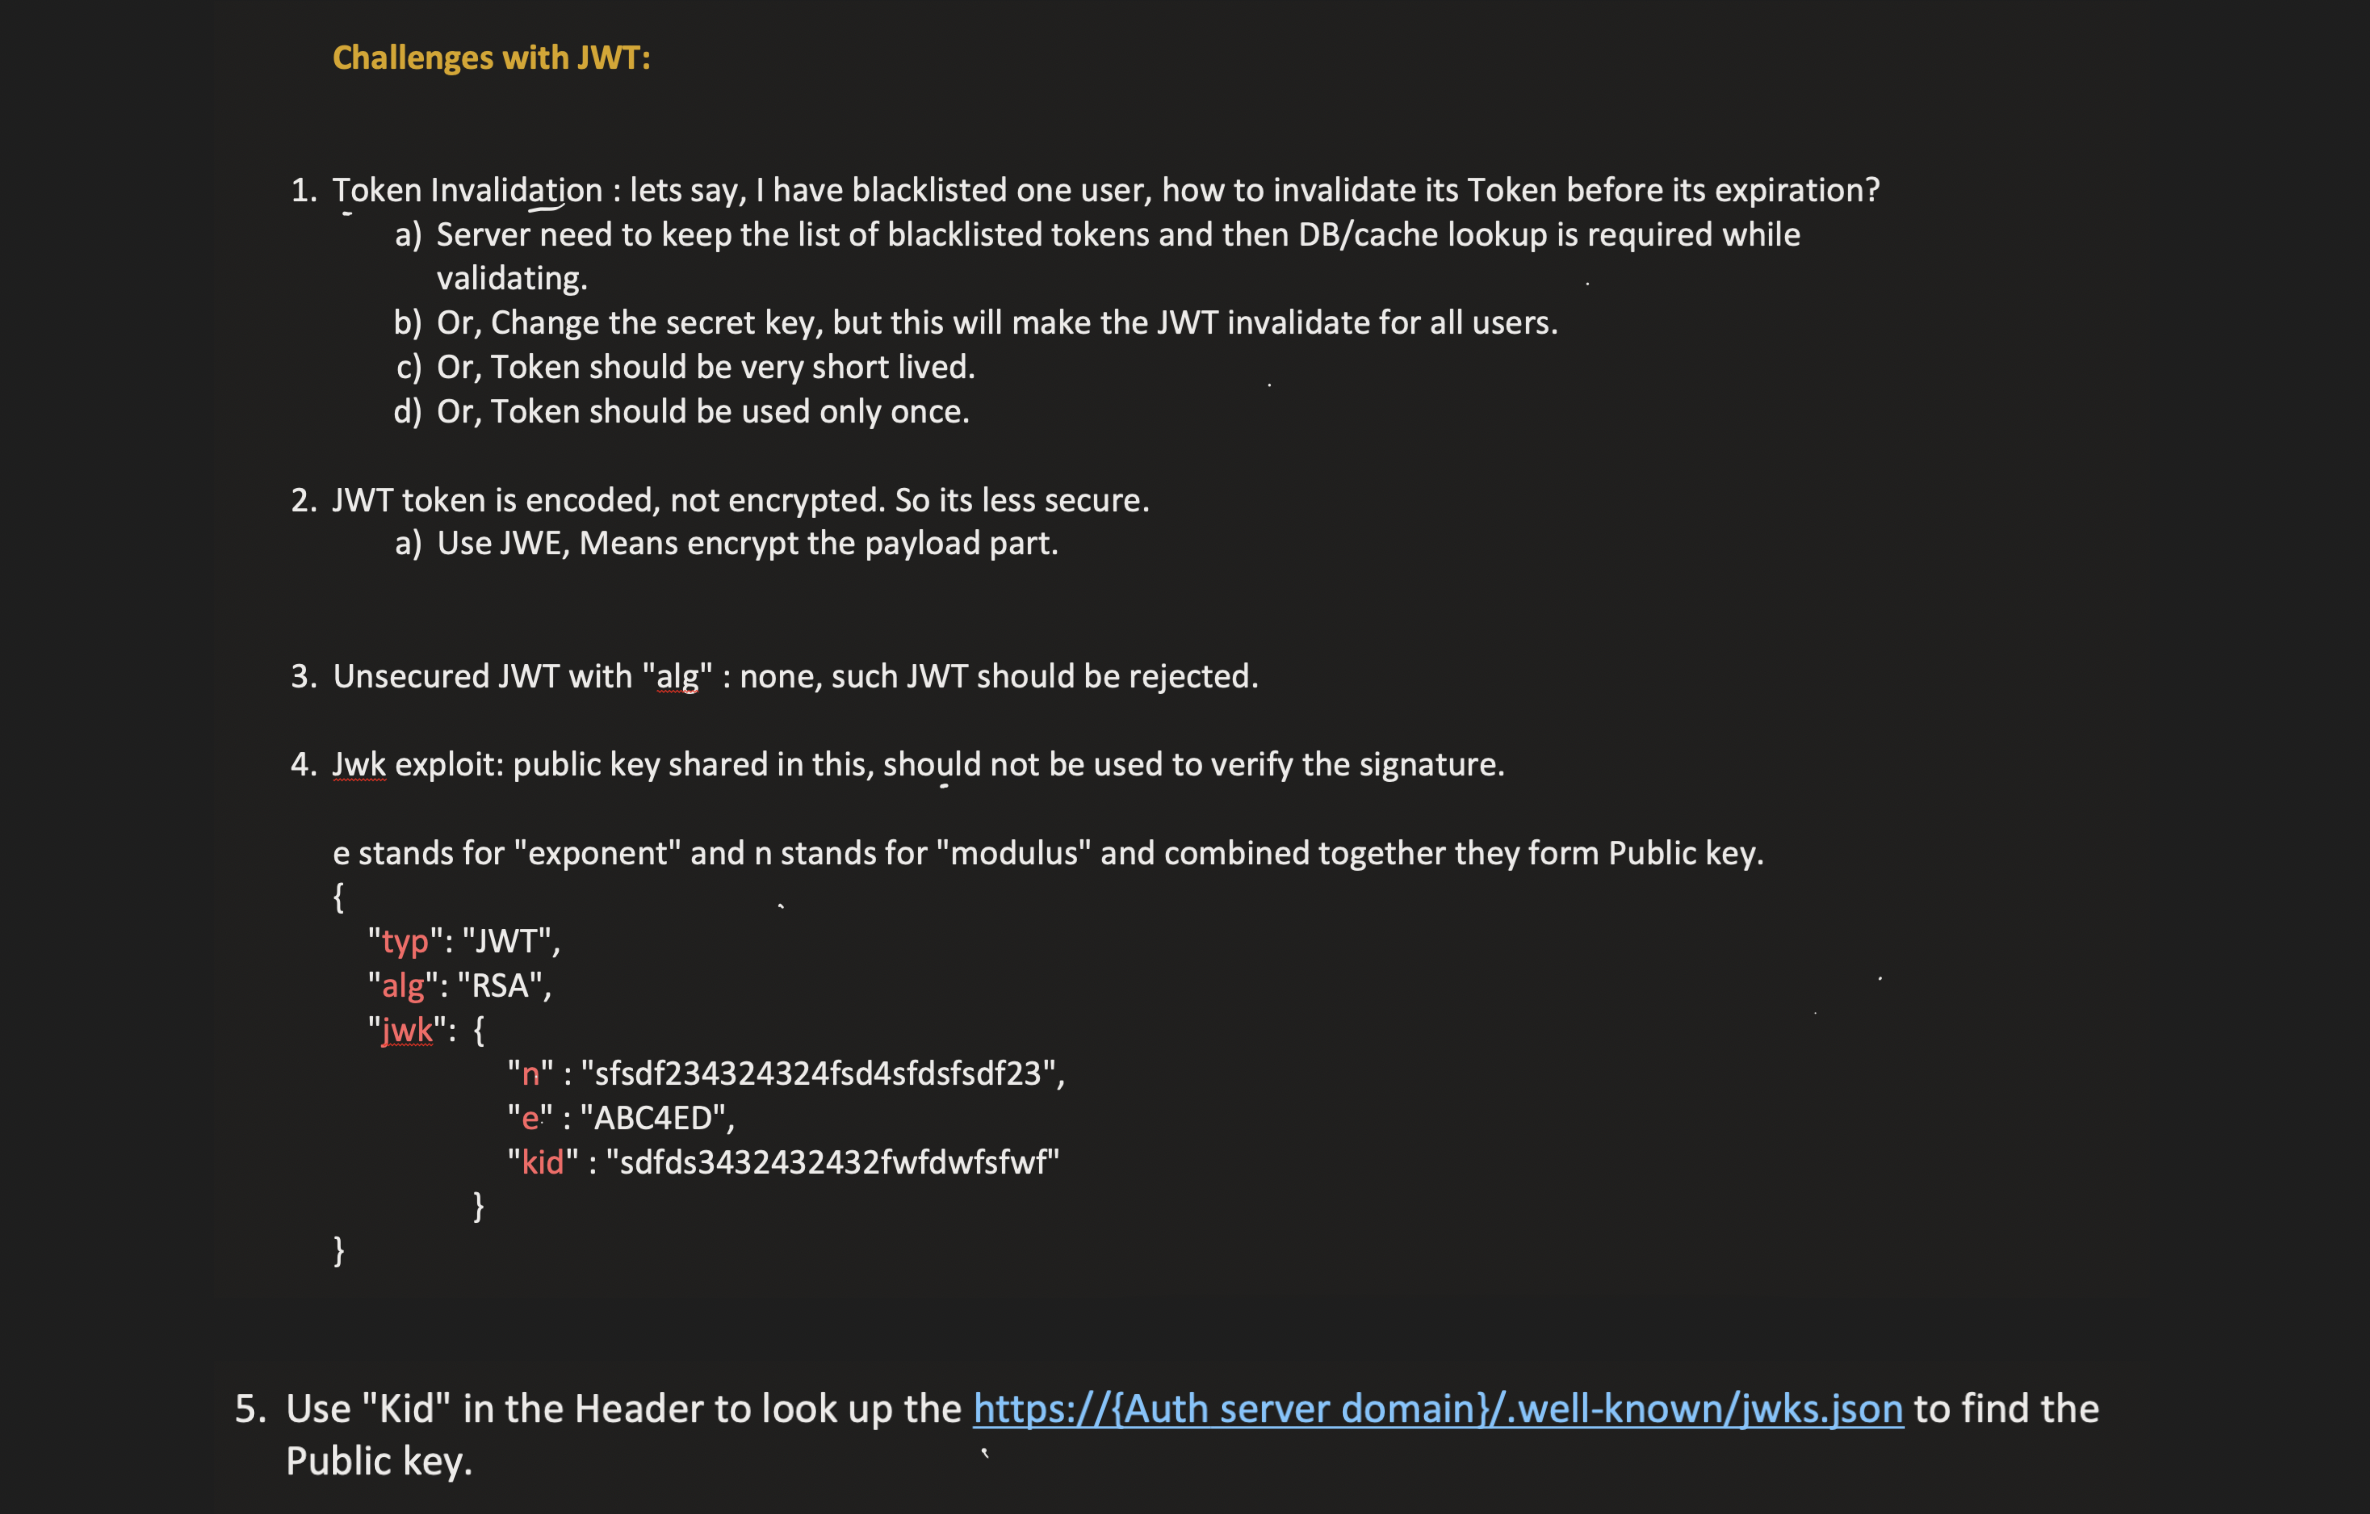 Challenges with JWT:
1. Token Invalidation : lets say, I have blacklisted one user, how to invalidate its Token before its expiration?
a) Server need to keep the list of blacklisted tokens and then DB/cache lookup is required while
validating.
b) Or, Change the secret key, but this will make the JWT invalidate for all users.
c) Or, Token should be very short lived.
d) Or, Token should be used only once.
2. JWT token is encoded, not encrypted. So its less secure.
a) Use JWE, Means encrypt the payload part.
3. Unsecured JWT with "alg" : none, such JWT should be rejected.
4. Jwk exploit: public key shared in this, should not be used to verify the signature.
e stands for "exponent" and n stands for "modulus" and combined together they form Public key.
{
"typ": "JWT",
"alg": "RSA",
"jwk": {
"n" : "sfsdf234324324fsd4sfdsfsdf23",
"e" : "ABC4ED",
"kid" : "sdfds3432432432fwfdwfsfwf"
}
}
5. Use "Kid" in the Header to look up the https://{Auth server domain}/.well-known/jwks.json to find the
Public key.